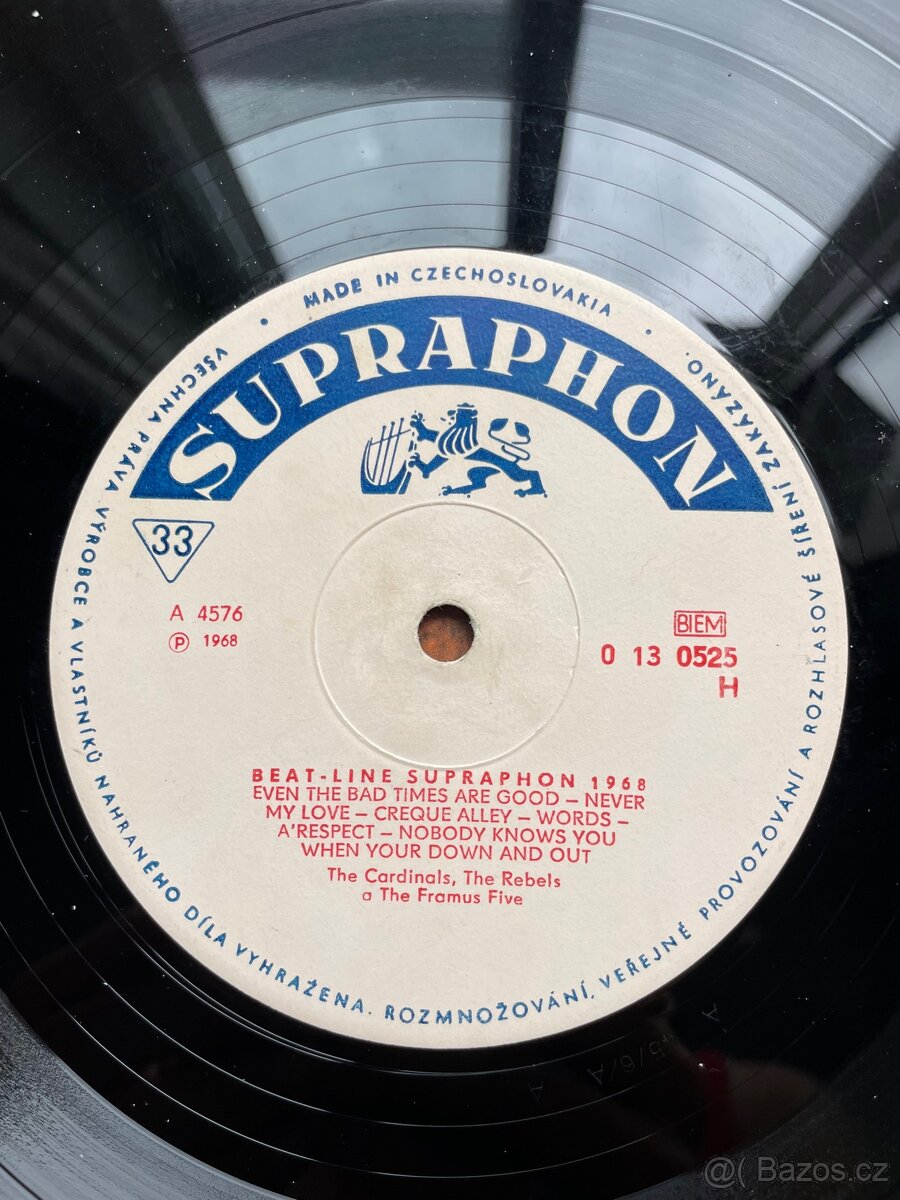 MADE IN CZECHOSLOVAKIA
SUPRAPHON
33
A 4576
Ⓟ 1968
BIEM
0 13 0525
H
BEAT-LINE SUPRAPHON 1968
EVEN THE BAD TIMES ARE GOOD – NEVER
MY LOVE – CREQUE ALLEY – WORDS –
A'RESPECT – NOBODY KNOWS YOU
WHEN YOUR DOWN AND OUT
The Cardinals, The Rebels
a The Framus Five
VŠECHNA PRÁVA VÝROBCE A VLASTNÍKŮ NAHRANÉHO DÍLA VYHRAŽENA. ROZMNOŽOVÁNÍ, VEŘEJNÉ PROVOZOVÁNÍ A ROZHLASOVÉ ŠÍŘENÍ ZAKÁZÁNO.
@( Bazos.cz